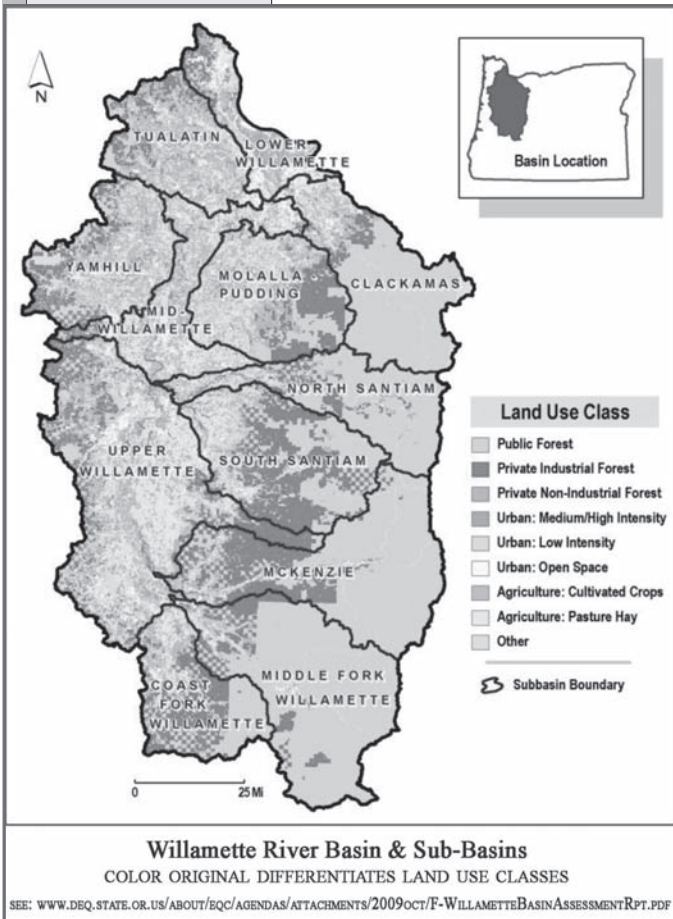 N
TUALATIN
LOWER
WILLAMETTE
Basin Location
YAMHILL
MOLALLA
PUDDING
CLACKAMAS
MID-
WILLAMETTE
NORTH SANTIAM
UPPER
WILLAMETTE
SOUTH SANTIAM
MCKENZIE
COAST
FORK
WILLAMETTE
MIDDLE FORK
WILLAMETTE
0 25 Mi
Land Use Class
Public Forest
Private Industrial Forest
Private Non-Industrial Forest
Urban: Medium/High Intensity
Urban: Low Intensity
Urban: Open Space
Agriculture: Cultivated Crops
Agriculture: Pasture Hay
Other
Subbasin Boundary
Willamette River Basin & Sub-Basins
COLOR ORIGINAL DIFFERENTIATES LAND USE CLASSES
SEE: WWW.DEQ.STATE.OR.US/ABOUT/EQC/AGENDAS/ATTACHMENTS/2009OCT/F-WILLAMETTEBASINASSESSMENTRPT.PDF